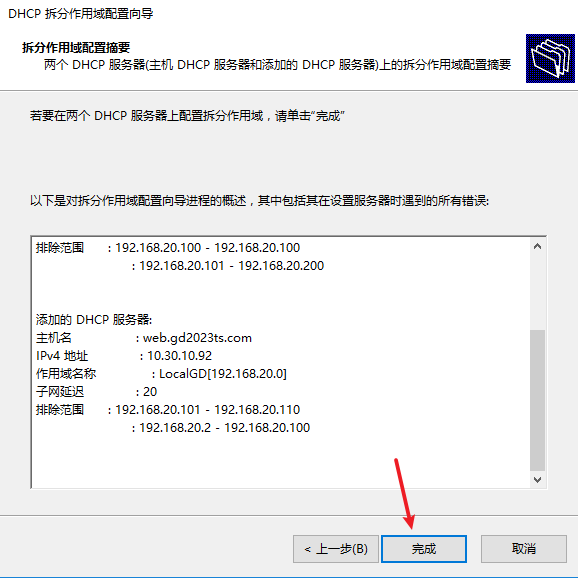 DHCP 拆分作用域配置向导
拆分作用域配置摘要
两个 DHCP 服务器(主机 DHCP 服务器和添加的 DHCP 服务器)上的拆分作用域配置摘要
若要在两个 DHCP 服务器上配置拆分作用域，请单击“完成”
以下是对拆分作用域配置向导进程的概述，其中包括其在设置服务器时遇到的所有错误:
排除范围 : 192.168.20.100 - 192.168.20.100
: 192.168.20.101 - 192.168.20.200
添加的 DHCP 服务器:
主机名 : web.gd2023ts.com
IPv4 地址 : 10.30.10.92
作用域名称 : LocalGD[192.168.20.0]
子网延迟 : 20
排除范围 : 192.168.20.101 - 192.168.20.110
: 192.168.20.2 - 192.168.20.100
< 上一步(B) 完成 取消